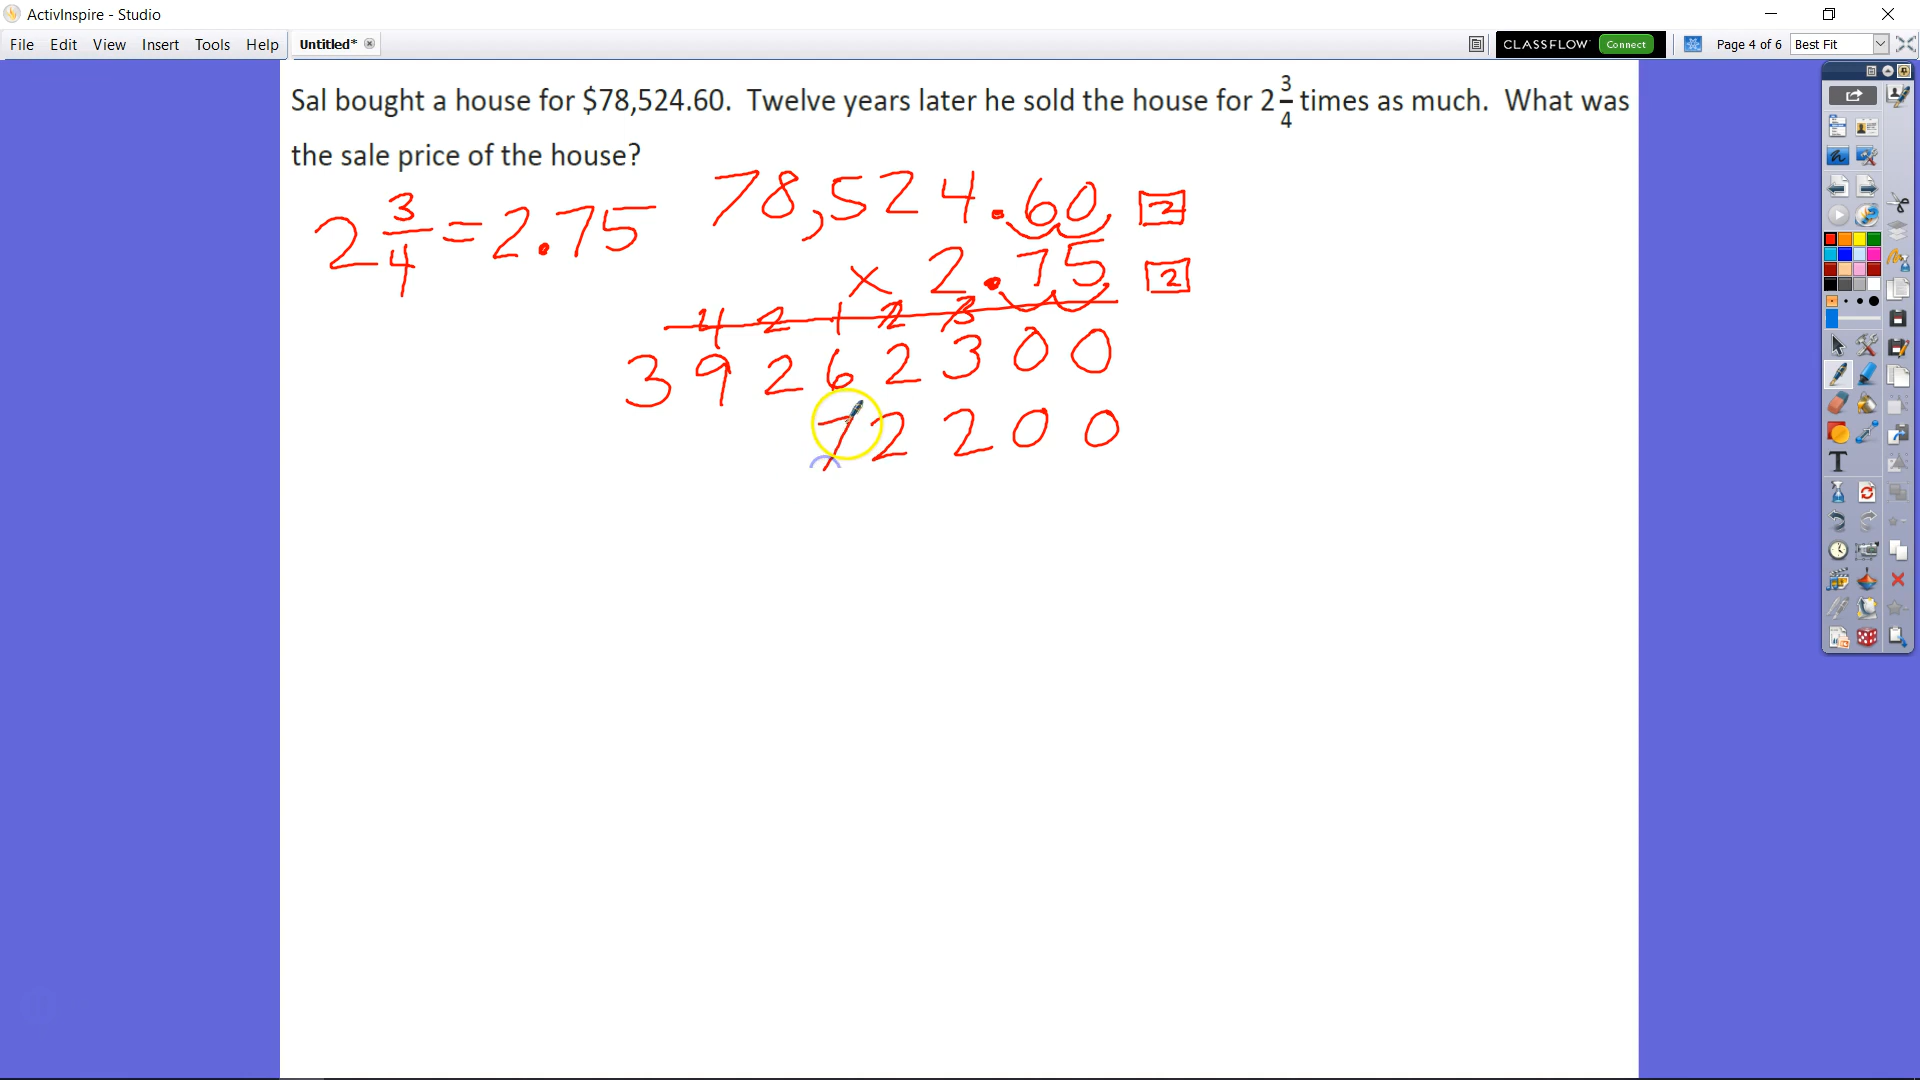 ActivInspire - Studio
File Edit View Insert Tools Help Untitled* CLASSFLOW Connect Page 4 of 6 Best Fit
Sal bought a house for $78,524.60. Twelve years later he sold the house for 2 3/4 times as much. What was
the sale price of the house?
2 3/4 = 2.75
78,524.60 2
x 2.75 2
4 2 1 2 3
3 9 2 6 2 3 0 0
7 2 2 0 0